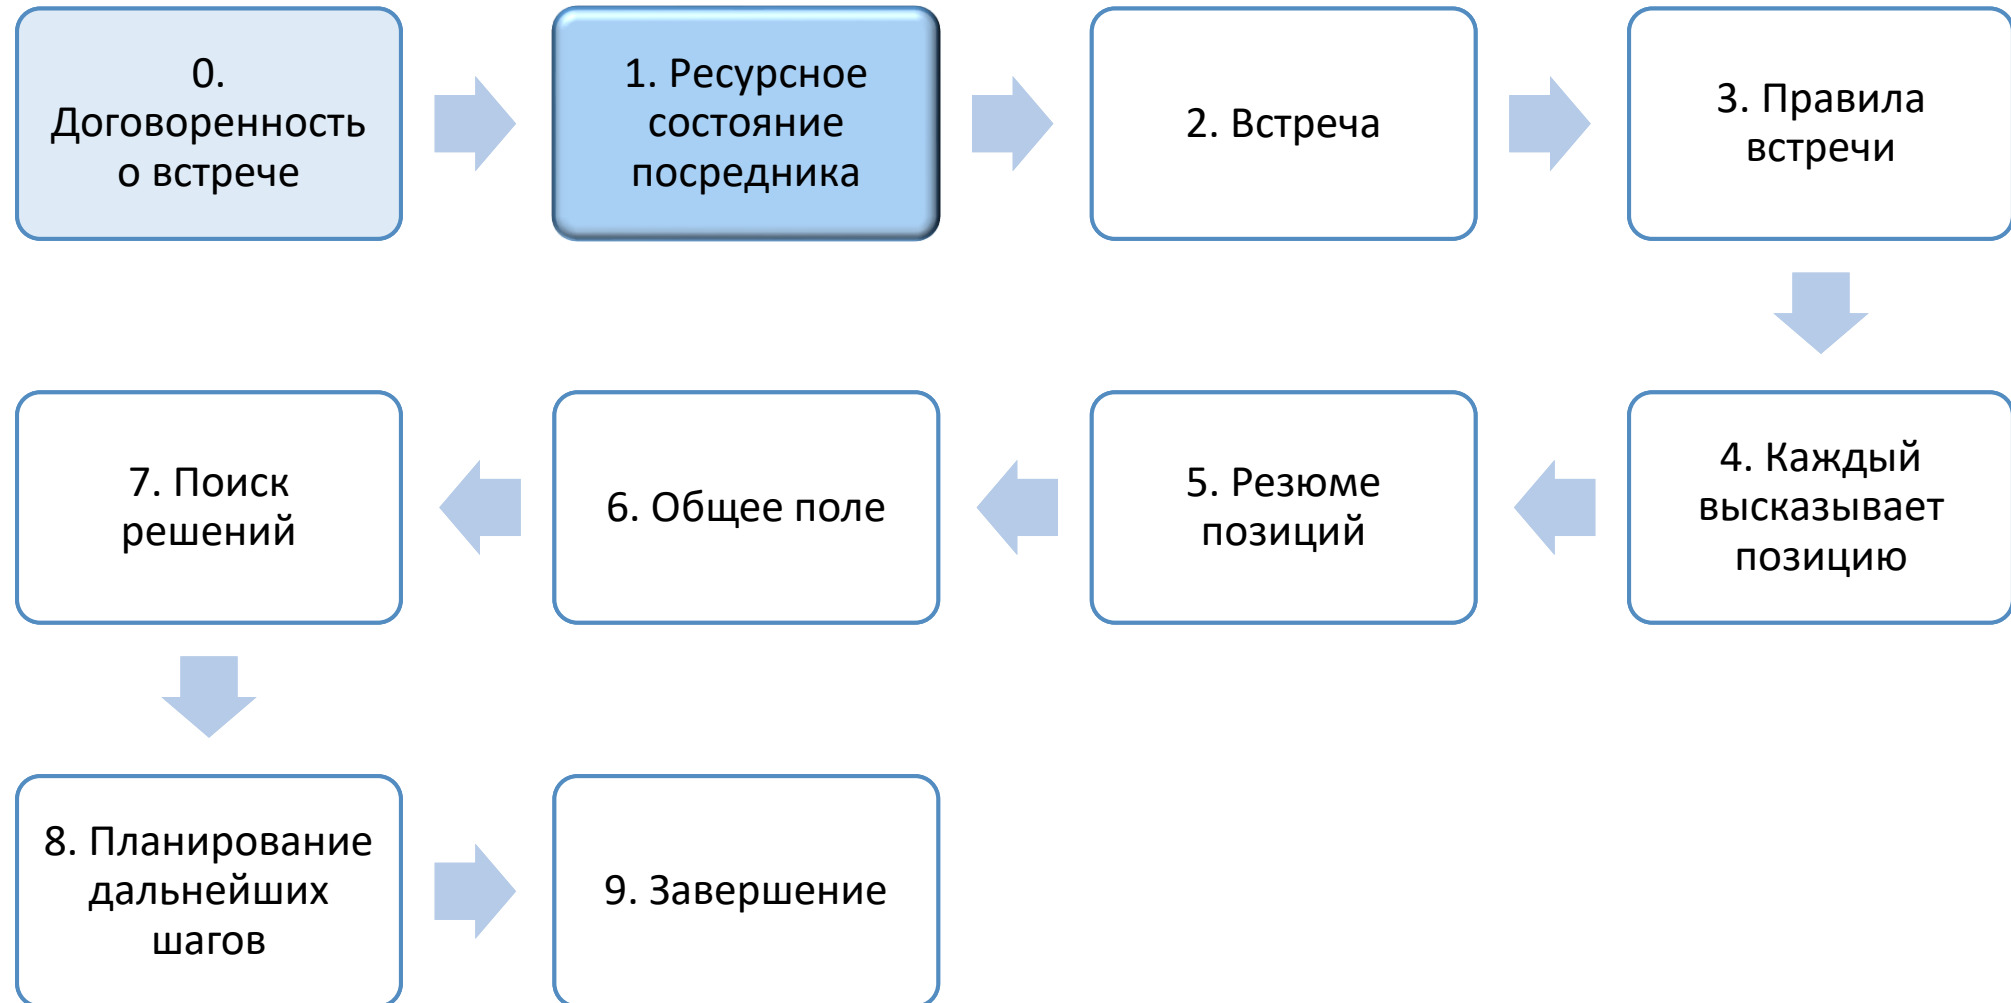 0.
Договоренность
о встрече
1. Ресурсное
состояние
посредника
2. Встреча
3. Правила
встречи
4. Каждый
высказывает
позицию
5. Резюме
позиций
6. Общее поле
7. Поиск
решений
8. Планирование
дальнейших
шагов
9. Завершение